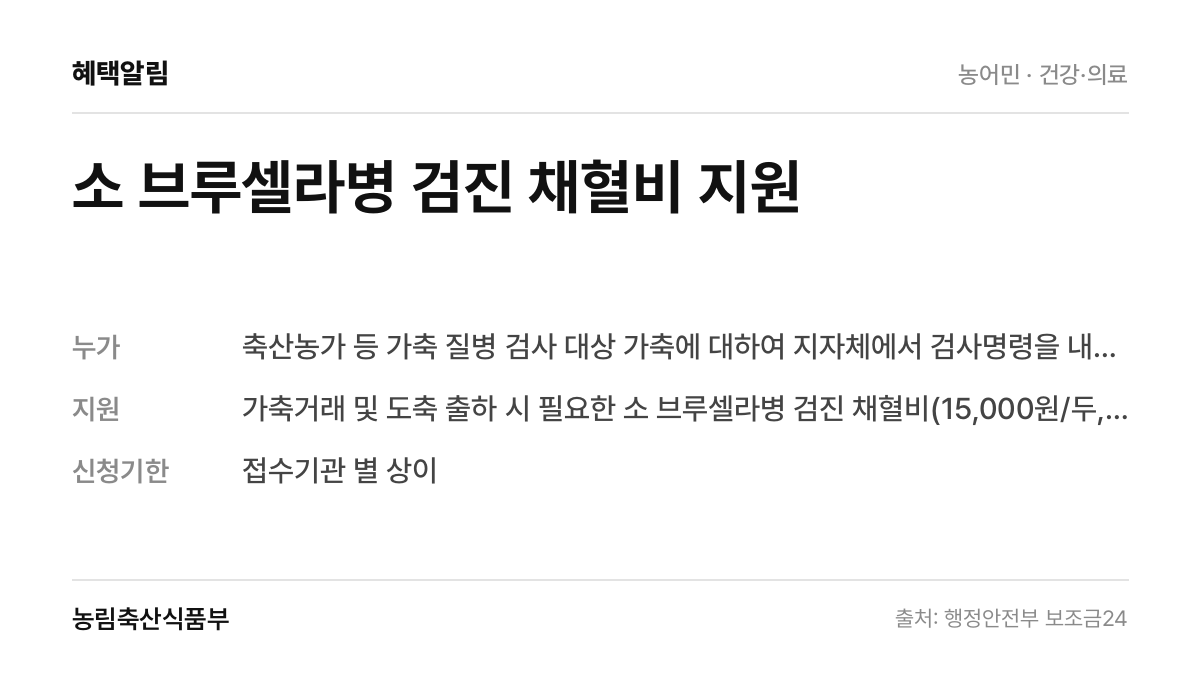 혜택알림
농어민 · 건강·의료
소 브루셀라병 검진 채혈비 지원
누가 축산농가 등 가축 질병 검사 대상 가축에 대하여 지자체에서 검사명령을 내...
지원 가축거래 및 도축 출하 시 필요한 소 브루셀라병 검진 채혈비(15,000원/두,...
신청기한 접수기관 별 상이
농림축산식품부
출처: 행정안전부 보조금24